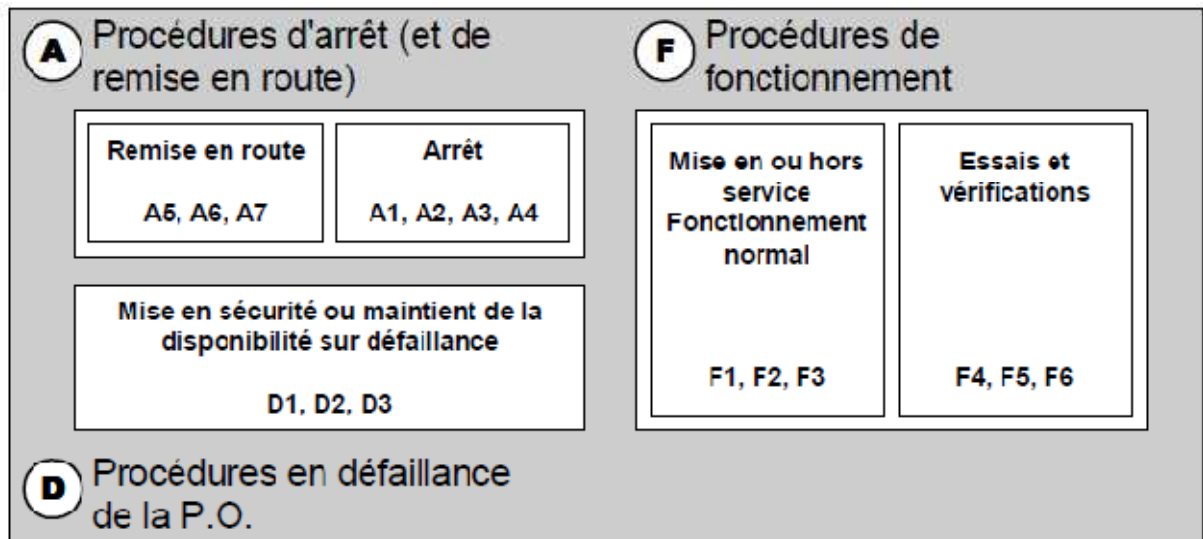 A Procédures d'arrêt (et de
remise en route)
Remise en route
A5, A6, A7
Arrêt
A1, A2, A3, A4
Mise en sécurité ou maintient de la
disponibilité sur défaillance
D1, D2, D3
D Procédures en défaillance
de la P.O.
F Procédures de
fonctionnement
Mise en ou hors
service
Fonctionnement
normal
F1, F2, F3
Essais et
vérifications
F4, F5, F6